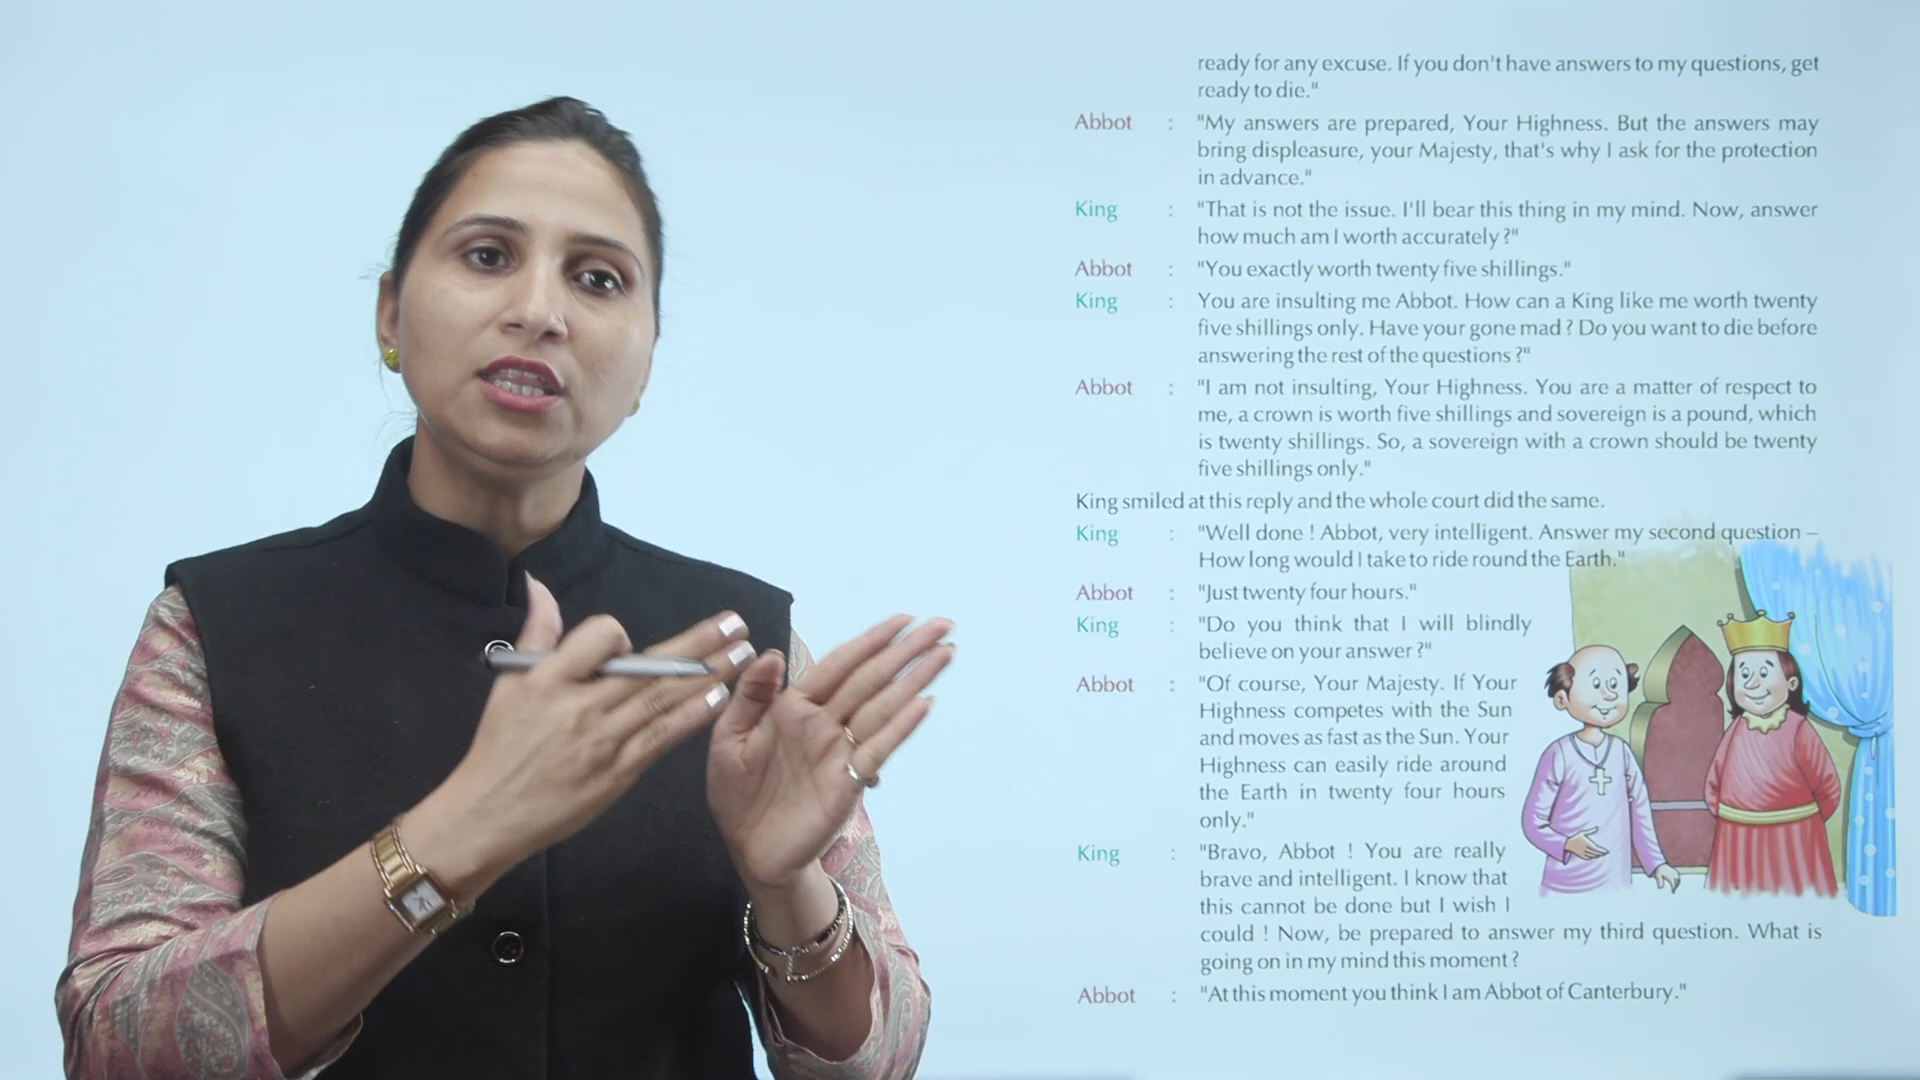 ready for any excuse. If you don't have answers to my questions, get
ready to die."
Abbot : "My answers are prepared, Your Highness. But the answers may
bring displeasure, your Majesty, that's why I ask for the protection
in advance."
King : "That is not the issue. I'll bear this thing in my mind. Now, answer
how much am I worth accurately ?"
Abbot : "You exactly worth twenty five shillings."
King : You are insulting me Abbot. How can a King like me worth twenty
five shillings only. Have your gone mad ? Do you want to die before
answering the rest of the questions ?"
Abbot : "I am not insulting, Your Highness. You are a matter of respect to
me, a crown is worth five shillings and sovereign is a pound, which
is twenty shillings. So, a sovereign with a crown should be twenty
five shillings only."
King smiled at this reply and the whole court did the same.
King : "Well done ! Abbot, very intelligent. Answer my second question –
How long would I take to ride round the Earth."
Abbot : "Just twenty four hours."
King : "Do you think that I will blindly
believe on your answer ?"
Abbot : "Of course, Your Majesty. If Your
Highness competes with the Sun
and moves as fast as the Sun. Your
Highness can easily ride around
the Earth in twenty four hours
only."
King : "Bravo, Abbot ! You are really
brave and intelligent. I know that
this cannot be done but I wish I
could ! Now, be prepared to answer my third question. What is
going on in my mind this moment ?
Abbot : "At this moment you think I am Abbot of Canterbury."